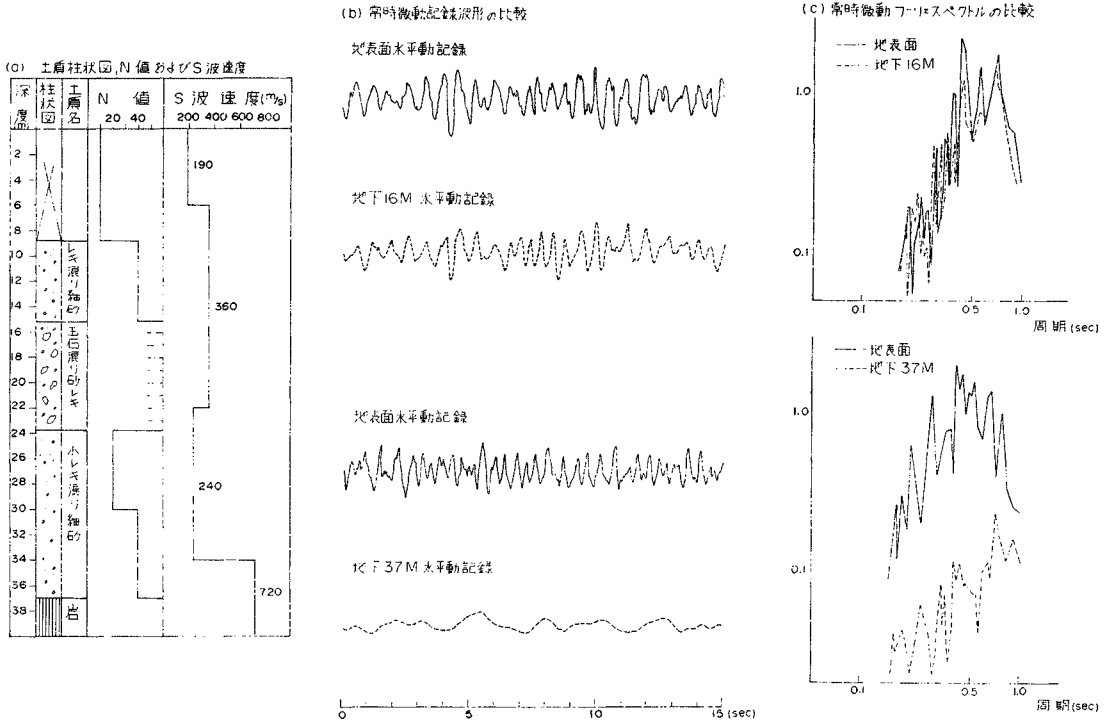 (a) 土質柱状図,N値およびS波速度
深度(m)
柱状図
土質名
N 値
20 40
S 波 速 度(m/s)
200 400 600 800
2
4
6
8
10
12
14
16
18
20
22
24
26
28
30
32
34
36
38
レキ混り細砂
玉石混り砂レキ
小レキ混り細砂
岩
190
360
240
720
(b) 常時微動記録波形の比較
地表面水平動記録
地下16M 水平動記録
地表面水平動記録
地下37M 水平動記録
0 5 10 15(sec)
(c) 常時微動フーリェスペクトルの比較
地表面
地下16M
1.0
0.1
0.1 0.5 1.0
周期(sec)
地表面
地下37M
1.0
0.1
0.1 0.5 1.0
周期(sec)